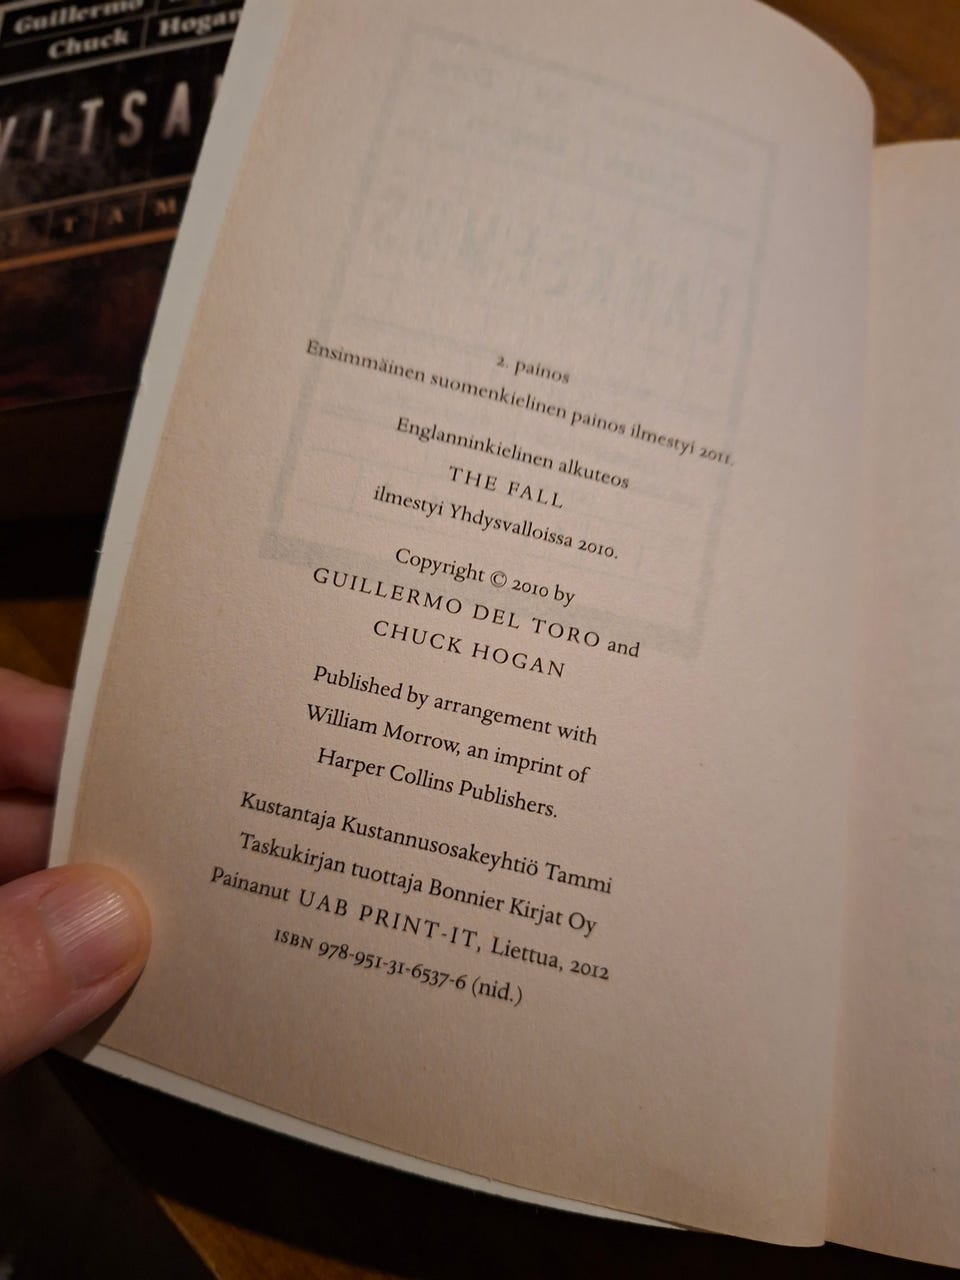 Guillermo
Chuck Hogan
VITSA
TAM
2. painos
Ensimmäinen suomenkielinen painos ilmestyi 2011.
Englanninkielinen alkuteos
THE FALL
ilmestyi Yhdysvalloissa 2010.
Copyright © 2010 by
GUILLERMO DEL TORO and
CHUCK HOGAN
Published by arrangement with
William Morrow, an imprint of
Harper Collins Publishers.
Kustantaja Kustannusosakeyhtiö Tammi
Taskukirjan tuottaja Bonnier Kirjat Oy
Painanut UAB PRINT-IT, Liettua, 2012
ISBN 978-951-31-6537-6 (nid.)